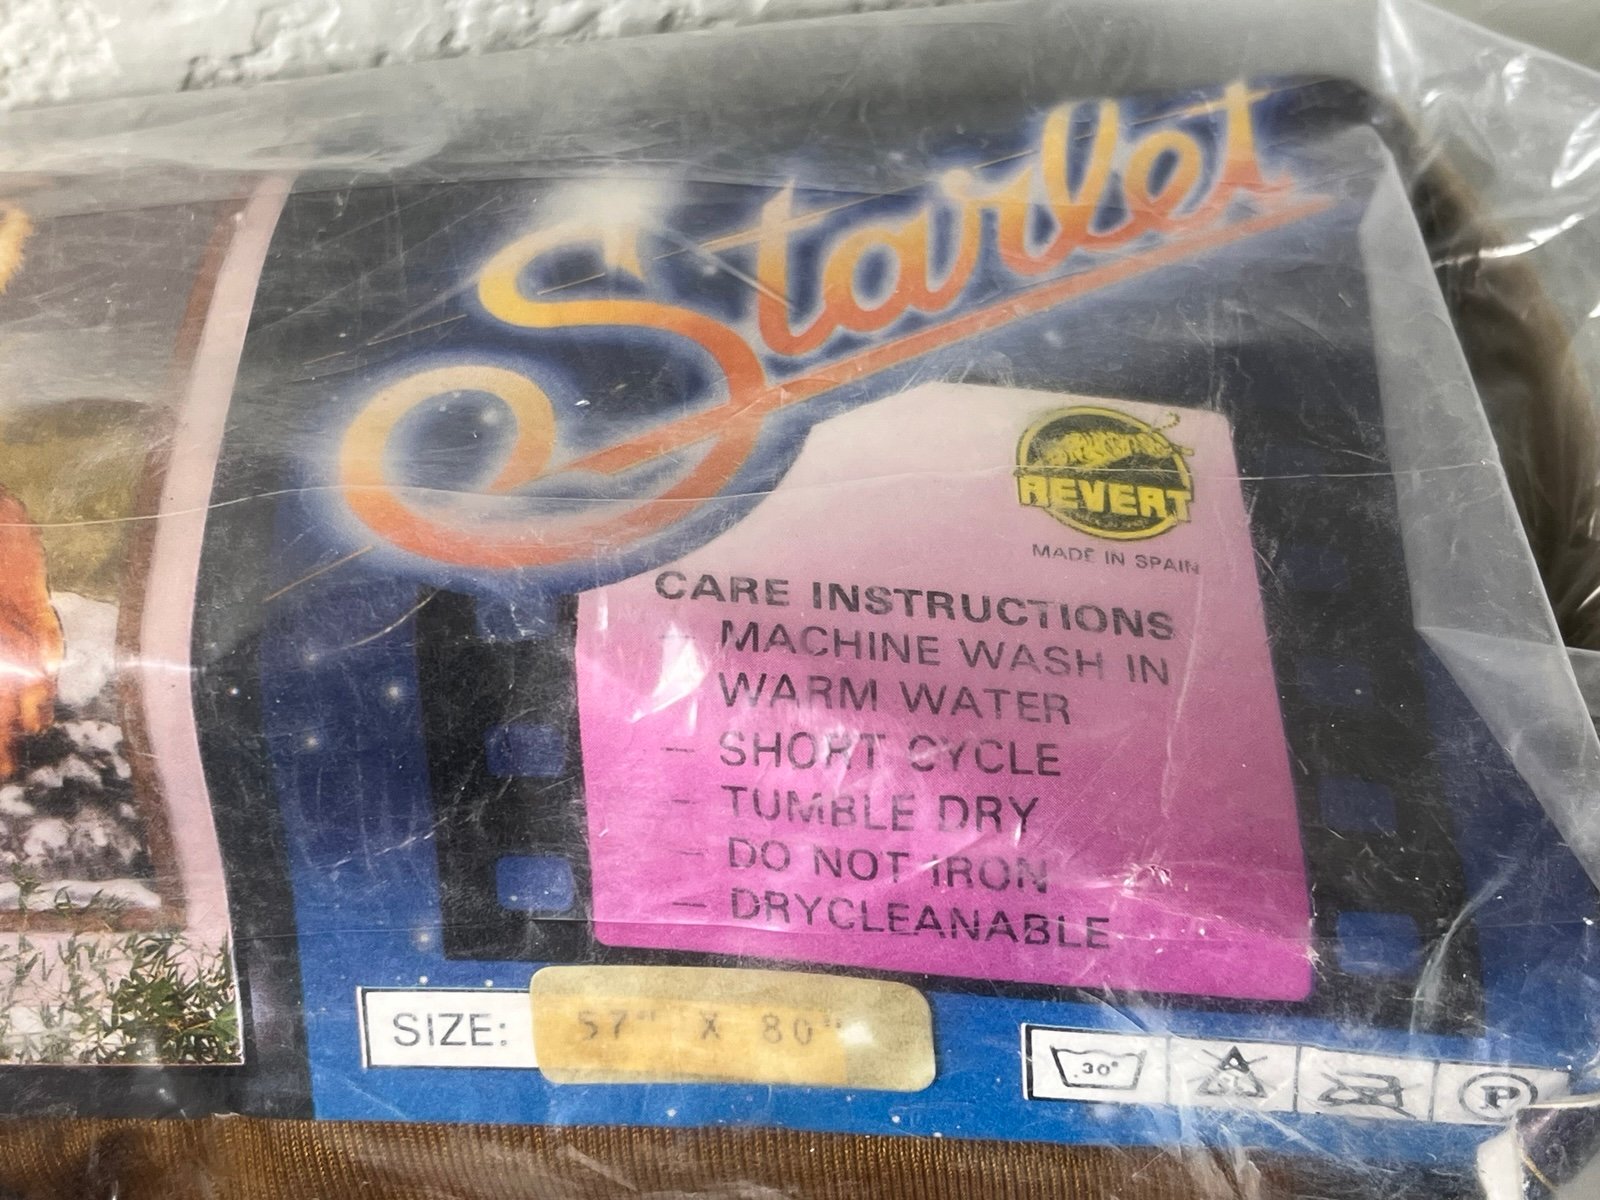 Starlet
REVERT
MADE IN SPAIN
CARE INSTRUCTIONS
— MACHINE WASH IN
WARM WATER
— SHORT CYCLE
— TUMBLE DRY
— DO NOT IRON
— DRYCLEANABLE
SIZE: 57" X 80"
30° P